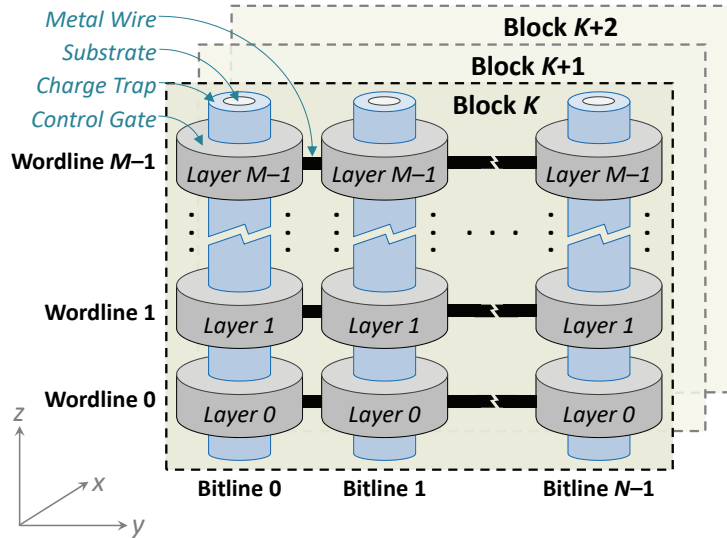 Metal Wire
Block K+2
Substrate
Block K+1
Charge Trap
Block K
Control Gate
Wordline M–1
Layer M–1 Layer M–1 Layer M–1
Wordline 1
Layer 1 Layer 1 Layer 1
Wordline 0
Layer 0 Layer 0 Layer 0
z
x
y
Bitline 0 Bitline 1 Bitline N–1